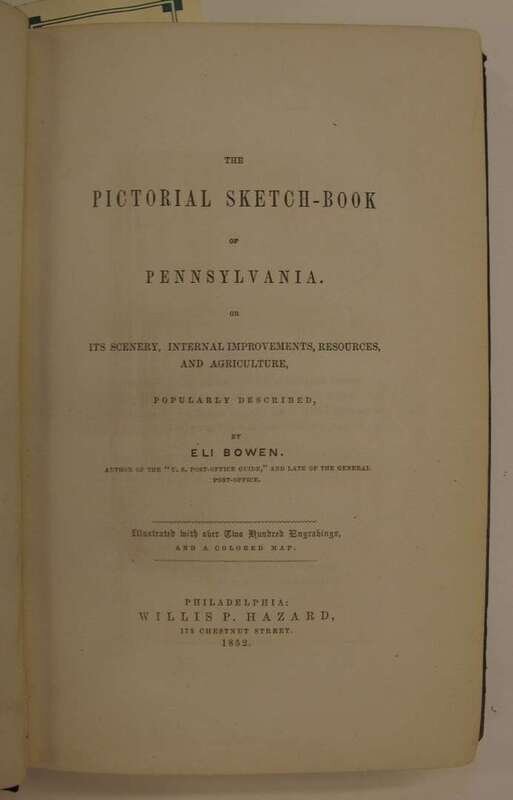 THE
PICTORIAL SKETCH-BOOK
OF
PENNSYLVANIA.
OR
ITS SCENERY, INTERNAL IMPROVEMENTS, RESOURCES,
AND AGRICULTURE,
POPULARLY DESCRIBED,
BY
ELI BOWEN.
AUTHOR OF THE "U. S. POST-OFFICE GUIDE," AND LATE OF THE GENERAL
POST-OFFICE.
Illustrated with over Two Hundred Engravings,
AND A COLORED MAP.
PHILADELPHIA:
WILLIS P. HAZARD,
178 CHESTNUT STREET.
1852.